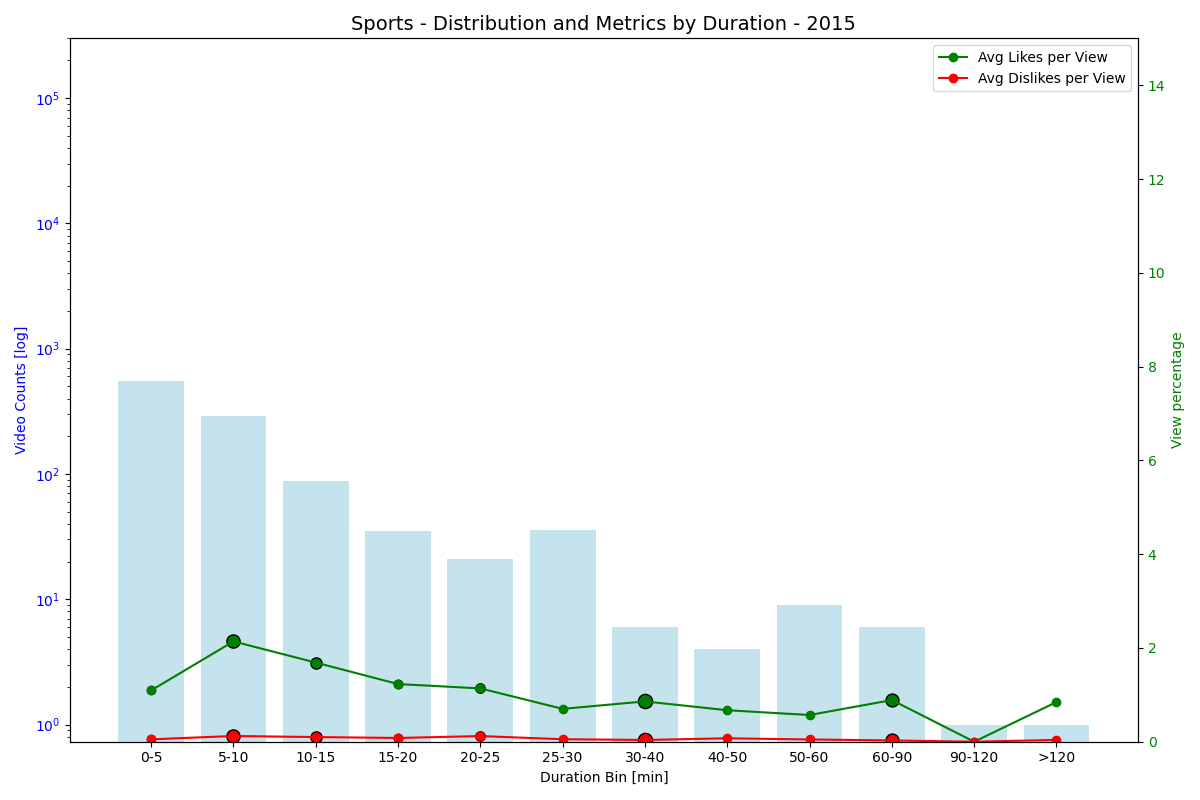 Sports - Distribution and Metrics by Duration - 2015
Avg Likes per View
Avg Dislikes per View
Video Counts [log]
10^5
10^4
10^3
10^2
10^1
10^0
View percentage
14
12
10
8
6
4
2
0
0-5 5-10 10-15 15-20 20-25 25-30 30-40 40-50 50-60 60-90 90-120 >120
Duration Bin [min]